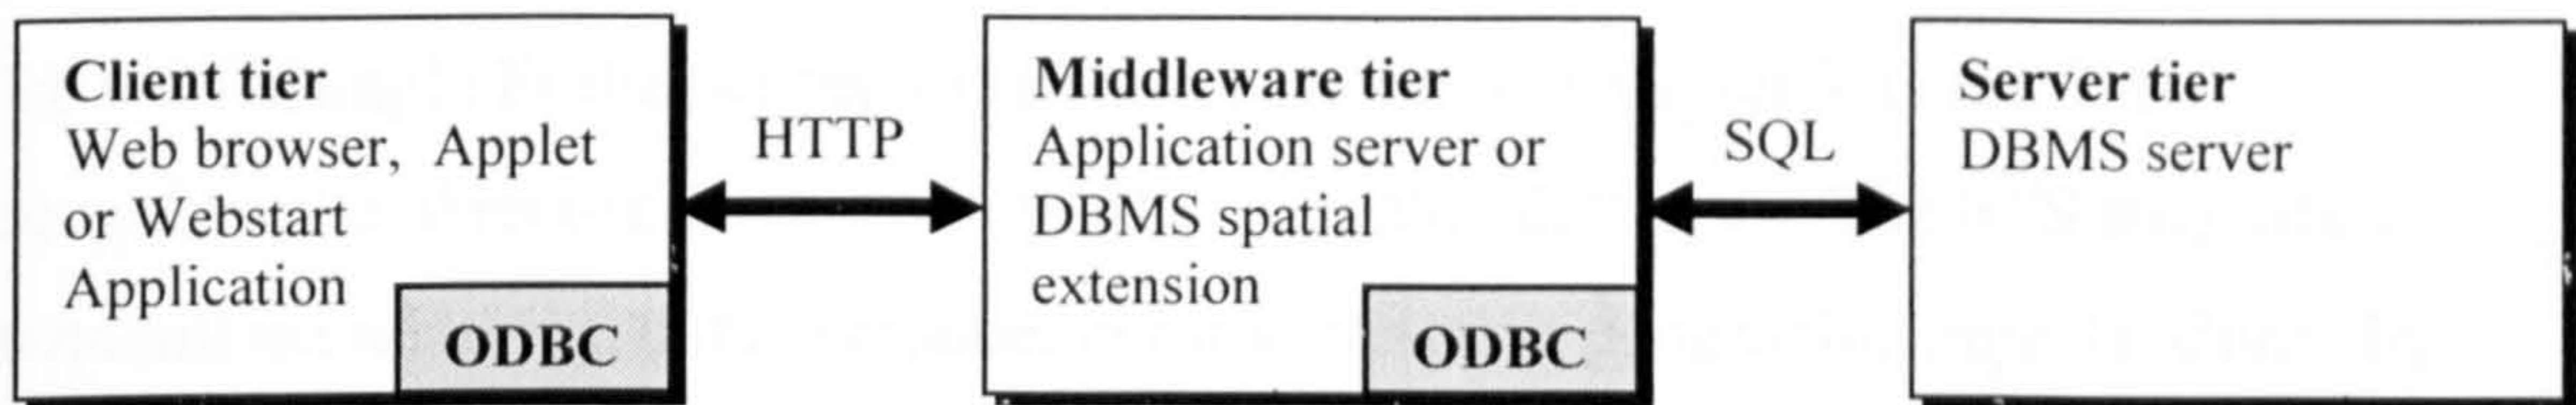 Client tier
Web browser, Applet
or Webstart
Application
ODBC
HTTP
Middleware tier
Application server or
DBMS spatial
extension
ODBC
SQL
Server tier
DBMS server